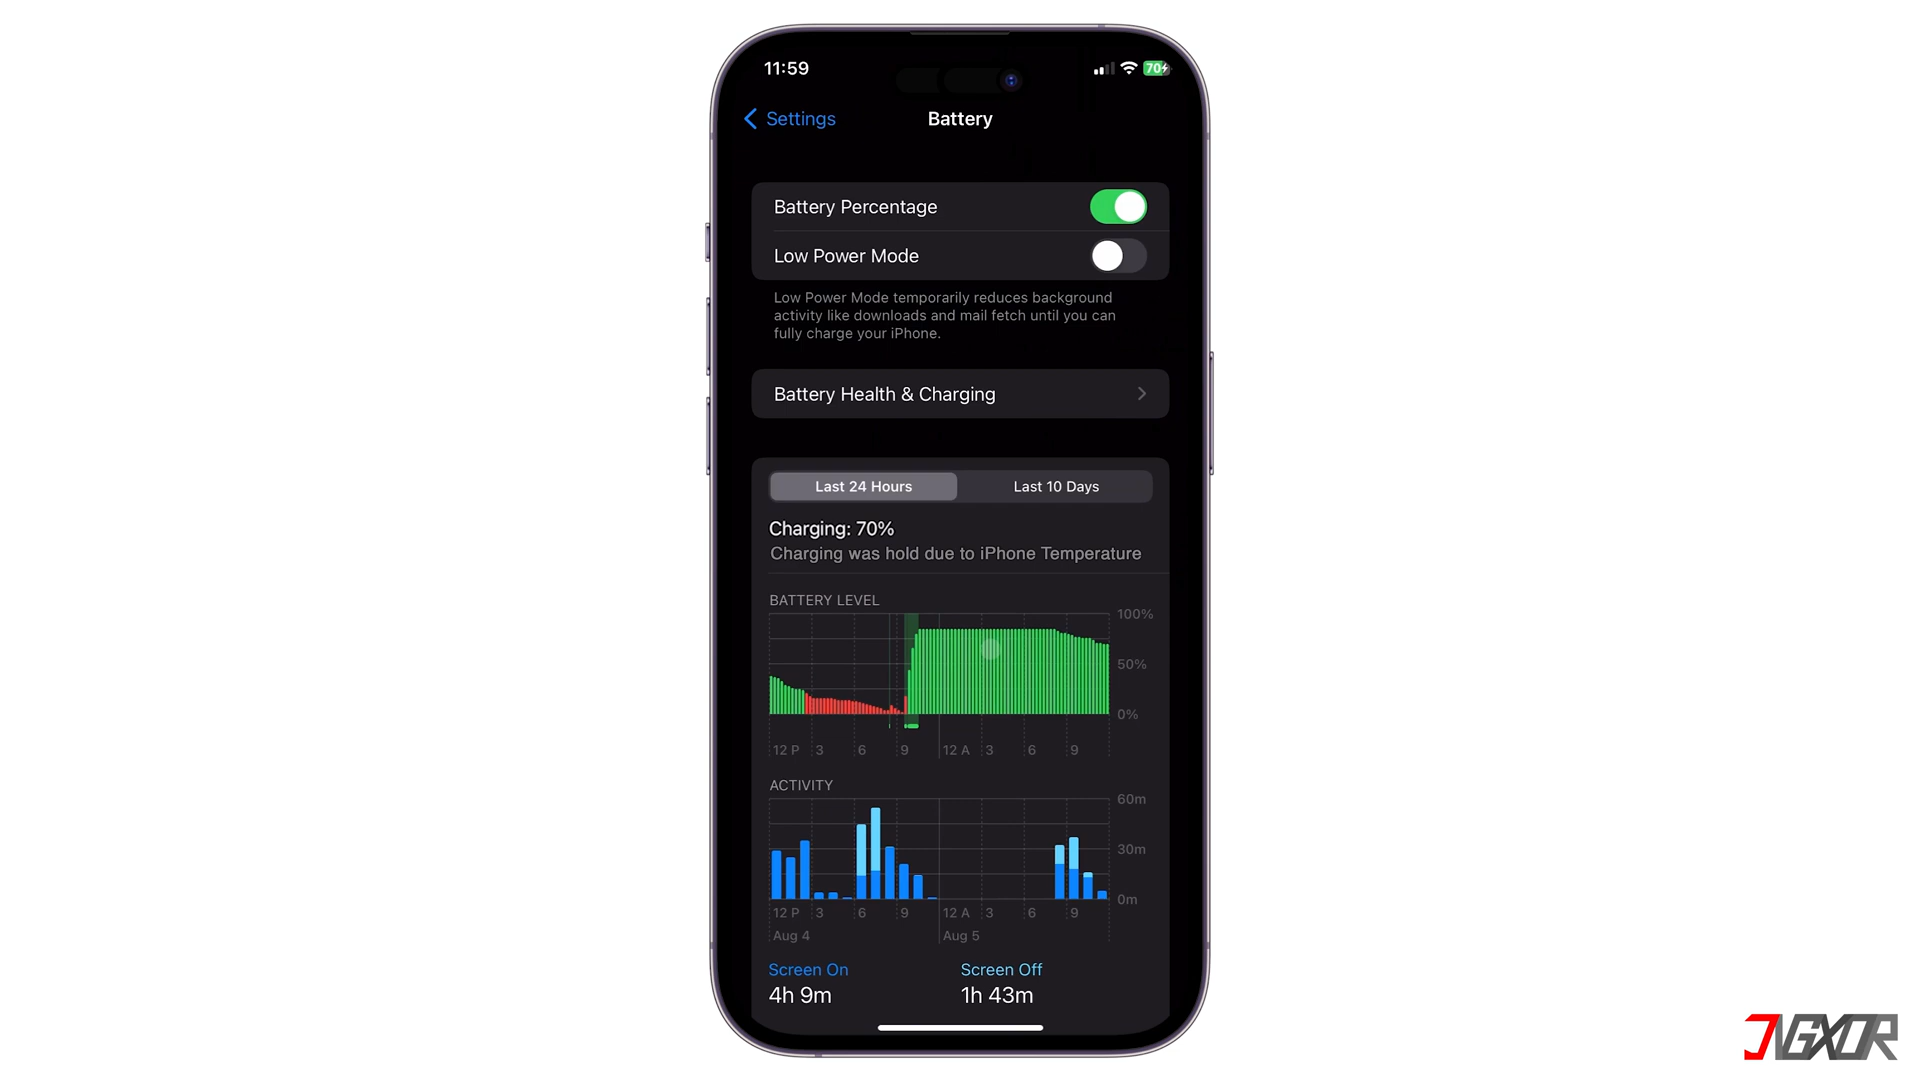 11:59
70
Settings
Battery
Battery Percentage
Low Power Mode
Low Power Mode temporarily reduces background
activity like downloads and mail fetch until you can
fully charge your iPhone.
Battery Health & Charging
Last 24 Hours
Last 10 Days
Charging: 70%
Charging was hold due to iPhone Temperature
BATTERY LEVEL
100%
50%
0%
12 P 3 6 9 12 A 3 6 9
ACTIVITY
60m
30m
0m
12 P 3 6 9 12 A 3 6 9
Aug 4 Aug 5
Screen On
4h 9m
Screen Off
1h 43m
JVGXOR